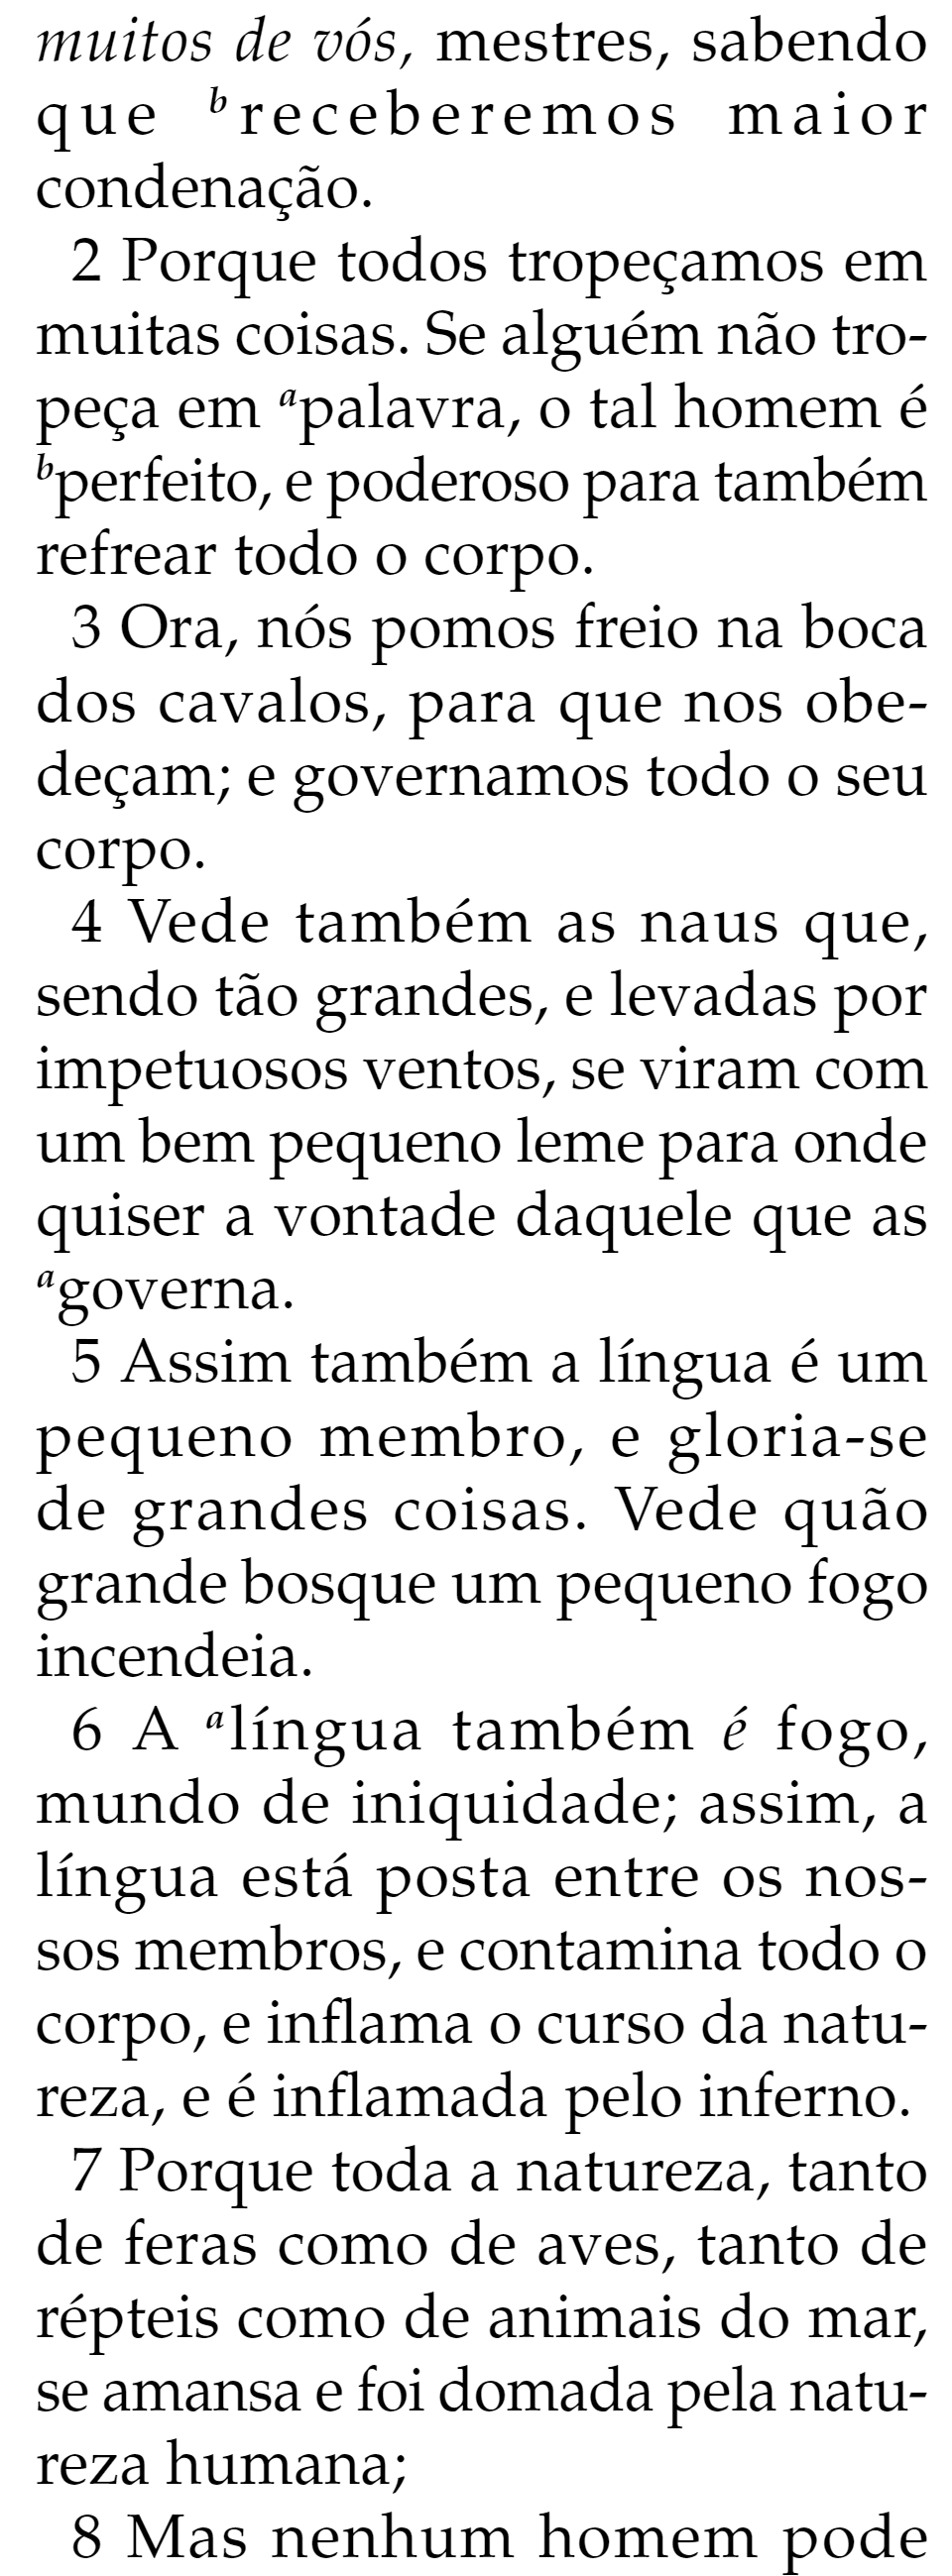 muitos de vós, mestres, sabendo
que ᵇreceberemos maior
condenação.
2 Porque todos tropeçamos em
muitas coisas. Se alguém não tro-
peça em ᵃpalavra, o tal homem é
ᵇperfeito, e poderoso para também
refrear todo o corpo.
3 Ora, nós pomos freio na boca
dos cavalos, para que nos obe-
deçam; e governamos todo o seu
corpo.
4 Vede também as naus que,
sendo tão grandes, e levadas por
impetuosos ventos, se viram com
um bem pequeno leme para onde
quiser a vontade daquele que as
ᵃgoverna.
5 Assim também a língua é um
pequeno membro, e gloria-se
de grandes coisas. Vede quão
grande bosque um pequeno fogo
incendeia.
6 A ᵃlíngua também é fogo,
mundo de iniquidade; assim, a
língua está posta entre os nos-
sos membros, e contamina todo o
corpo, e inflama o curso da natu-
reza, e é inflamada pelo inferno.
7 Porque toda a natureza, tanto
de feras como de aves, tanto de
répteis como de animais do mar,
se amansa e foi domada pela natu-
reza humana;
8 Mas nenhum homem pode